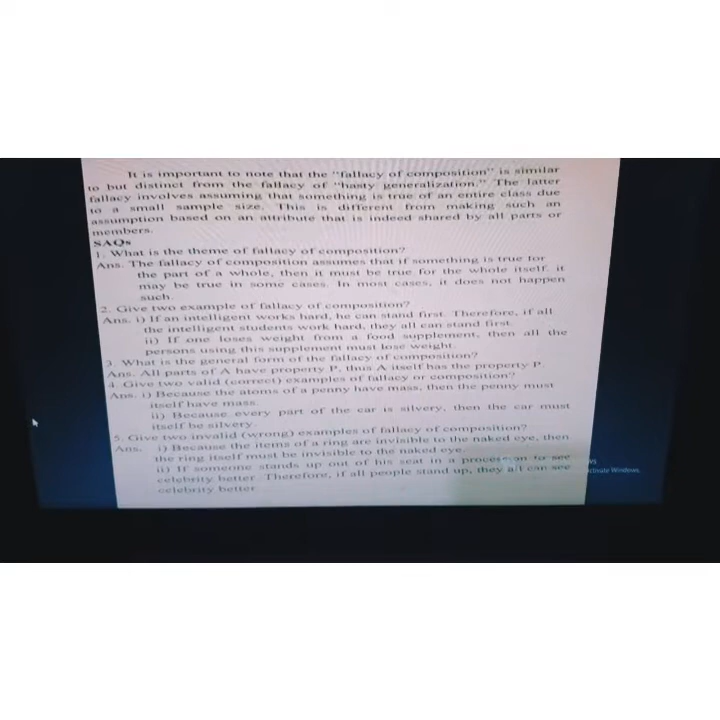 It is important to note that the "fallacy of composition" is similar
to but distinct from the fallacy of "hasty generalization." The latter
fallacy involves assuming that something is true of an entire class due
to a small sample size. This is different from making such an
assumption based on an attribute that is indeed shared by all parts or
members.
SAQs
1. What is the theme of fallacy of composition?
Ans. The fallacy of composition assumes that if something is true for
the part of a whole, then it must be true for the whole itself. it
may be true in some cases. In most cases, it does not happen
such.
2. Give two example of fallacy of composition?
Ans. i) If an intelligent works hard, he can stand first. Therefore, if all
the intelligent students work hard, they all can stand first.
ii) If one loses weight from a food supplement, then all the
persons using this supplement must lose weight.
3. What is the general form of the fallacy of composition?
Ans. All parts of A have property P, thus A itself has the property P.
4. Give two valid (correct) examples of fallacy or composition?
Ans. i) Because the atoms of a penny have mass, then the penny must
itself have mass.
ii) Because every part of the car is silvery, then the car must
itself be silvery.
5. Give two invalid (wrong) examples of fallacy of composition?
Ans. i) Because the items of a ring are invisible to the naked eye, then
the ring itself must be invisible to the naked eye.
ii) If someone stands up out of his seat in a procession to see
celebrity better. Therefore, if all people stand up, they all can see
celebrity better
Activate Windows